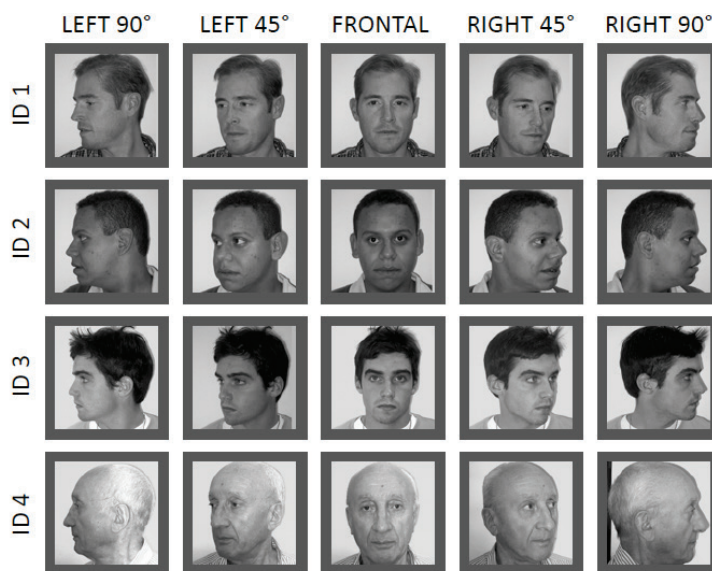 LEFT 90° LEFT 45° FRONTAL RIGHT 45° RIGHT 90°
ID 1
ID 2
ID 3
ID 4